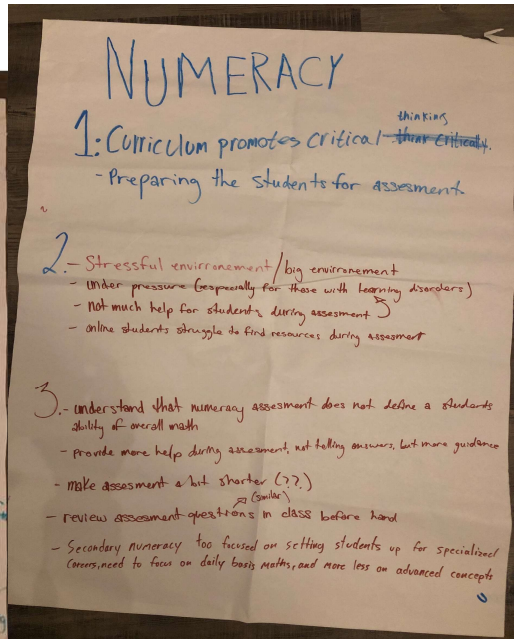 NUMERACY
thinking
1: Curriculum promotes critical think critically.
- Preparing the students for assesment
2. - Stressful envirronement / big envirronement
- under pressure (especially for those with learning disorders)
- not much help for students during assesment
- online students struggle to find resources during assesment
3. - understand that numeracy assesment does not define a students
ability of overall math
- provide more help during assesment, not telling answers, but more guidance
- make assesment a bit shorter (??)
(similar)
- review assesment questions in class before hand
- Secondary numeracy too focused on setting students up for specialized
careers, need to focus on daily basis maths, and more less on advanced concepts